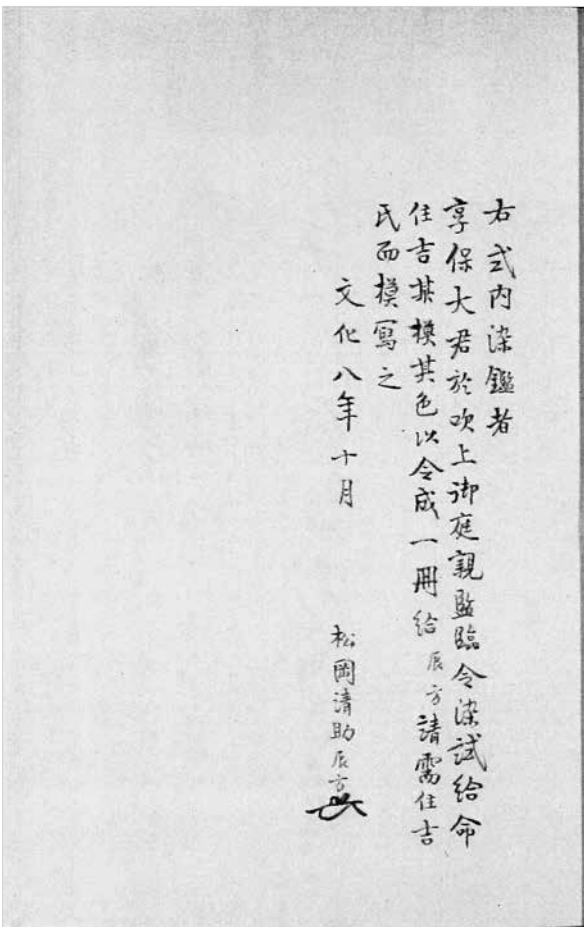 右式内染鑑者
享保大君於吹上御庭親監臨令染試給命
住吉某模其色以令成一冊給辰方請需住吉
氏而模寫之
文化八年十月
松岡清助辰方